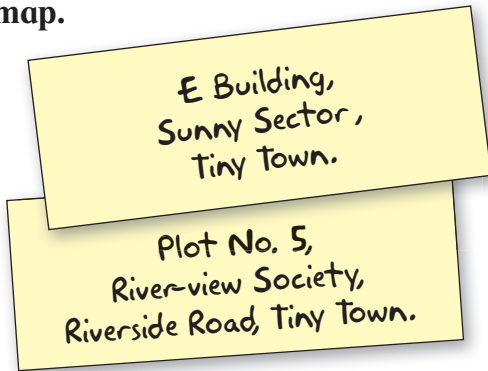 map.
E Building,
Sunny Sector,
Tiny Town.
Plot No. 5,
River-view Society,
Riverside Road, Tiny Town.